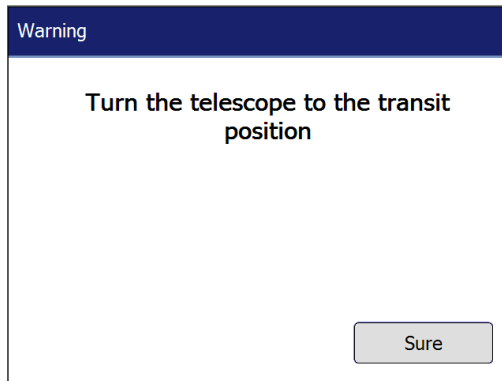 Warning
Turn the telescope to the transit
position
Sure